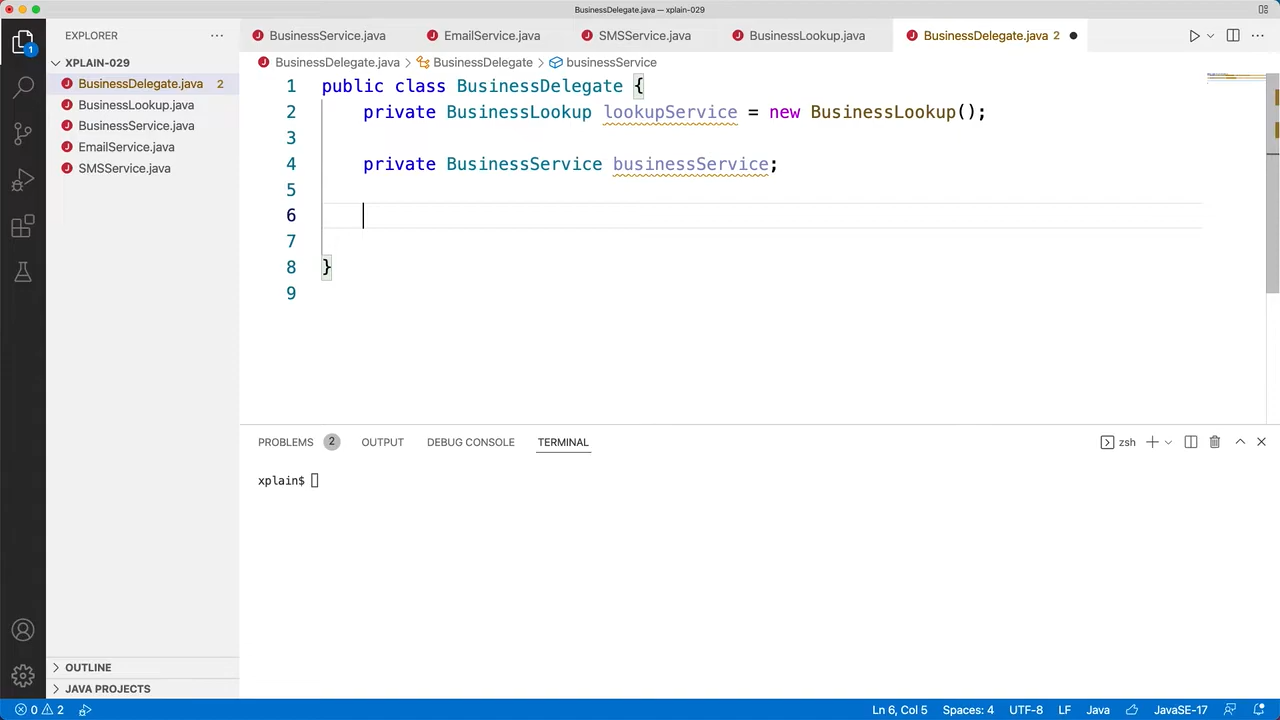 BusinessDelegate.java — xplain-029
EXPLORER
XPLAIN-029
BusinessDelegate.java 2
BusinessLookup.java
BusinessService.java
EmailService.java
SMSService.java
OUTLINE
JAVA PROJECTS
1
BusinessService.java
EmailService.java
SMSService.java
BusinessLookup.java
BusinessDelegate.java 2
BusinessDelegate.java > BusinessDelegate > businessService
1 public class BusinessDelegate {
2 private BusinessLookup lookupService = new BusinessLookup();
3
4 private BusinessService businessService;
5
6
7
8 }
9
PROBLEMS 2 OUTPUT DEBUG CONSOLE TERMINAL
zsh
xplain$
0 2
Ln 6, Col 5 Spaces: 4 UTF-8 LF Java JavaSE-17